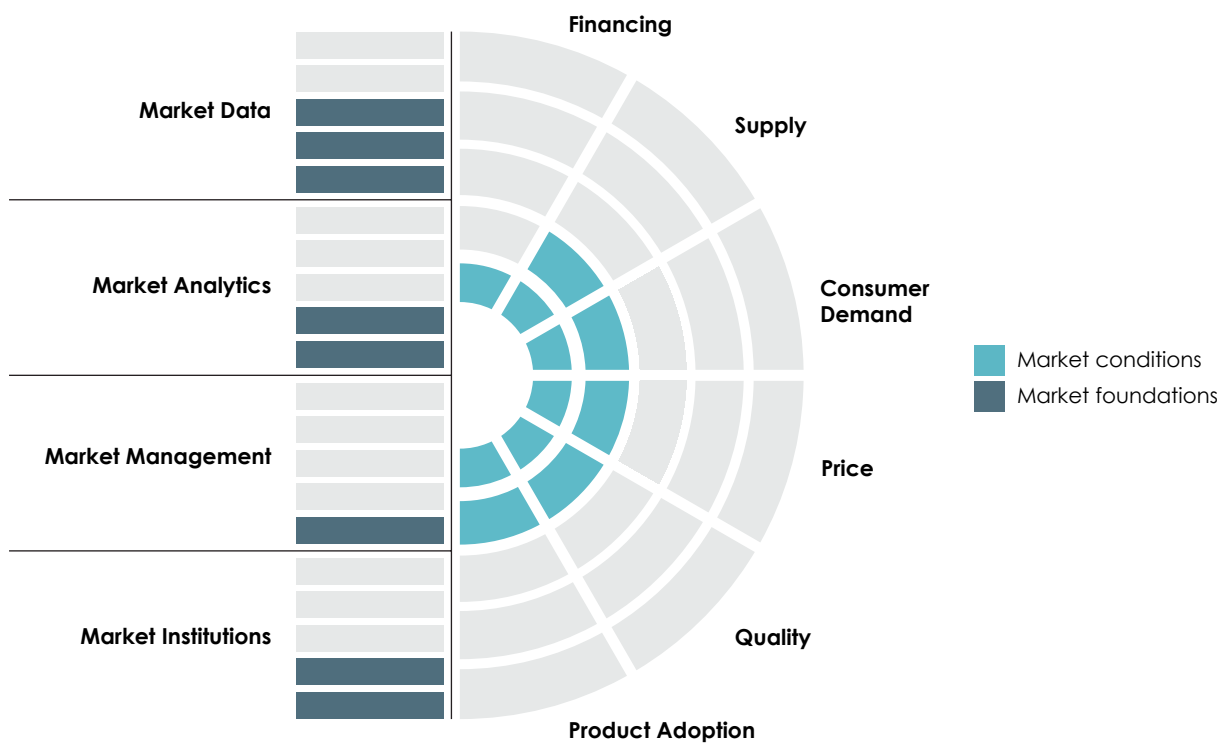 Financing
Market Data
Supply
Market Analytics
Consumer
Demand
Market conditions
Market foundations
Market Management
Price
Market Institutions
Quality
Product Adoption